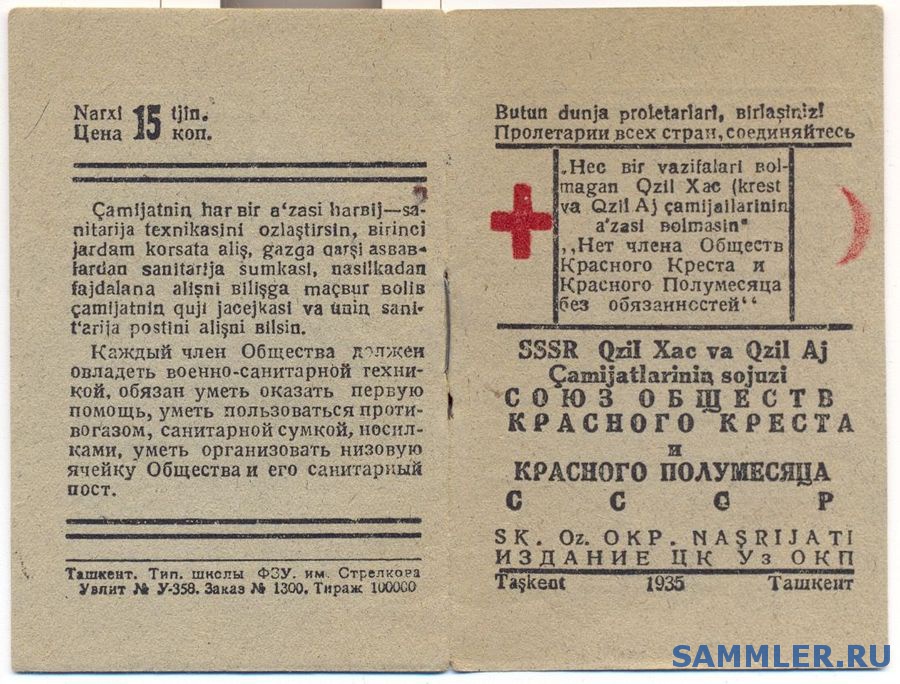 Narxi 15 tjin.
Цена 15 коп.
Çamijatnin̡ har bir a'zasi harbij—sa-
nitarija texnikasini ozlaştirsin, birinci
jardam korsata aliş, gazga qarşi asvav-
lardan sanitarija sumkasi, nasilkadan
fajdalana alişni bilişga maçbur bolib
çamijatnin̡ quji jacejkasi va unin̡ sani-
t'arija postini alişni bilsin.
Каждый член Общества должен
овладеть военно-санитарной техни-
кой, обязан уметь оказать первую
помощь, уметь пользоваться проти-
вогазом, санитарной сумкой, носил-
ками, уметь организовать низовую
ячейку Общества и его санитарный
пост.
Ташкент. Тип. школы ФЗУ. им. Стрелкова
Увлит № У-358. Заказ № 1300. Тираж 100000
Butun dunja proletarlari, birlaşiniz!
Пролетарии всех стран, соединяйтесь
„Hec bir vazifalari bol-
magan Qzil Xac (krest
va Qzil Aj çamijallarinin̡
a'zasi bolmasin"
,,Нет члена Обществ
Красного Креста и
Красного Полумесяца
без обязанностей"
SSSR Qzil Xac va Qzil Aj
Çamijatlarinin̡ sojuzi
СОЮЗ ОБЩЕСТВ
КРАСНОГО КРЕСТА
и
КРАСНОГО ПОЛУМЕСЯЦА
С С С Р
SK. Oz. OKP. NAŞRIJATI
ИЗДАНИЕ ЦК Уз ОКП
Taşkent 1935 Ташкент
SAMMLER.RU